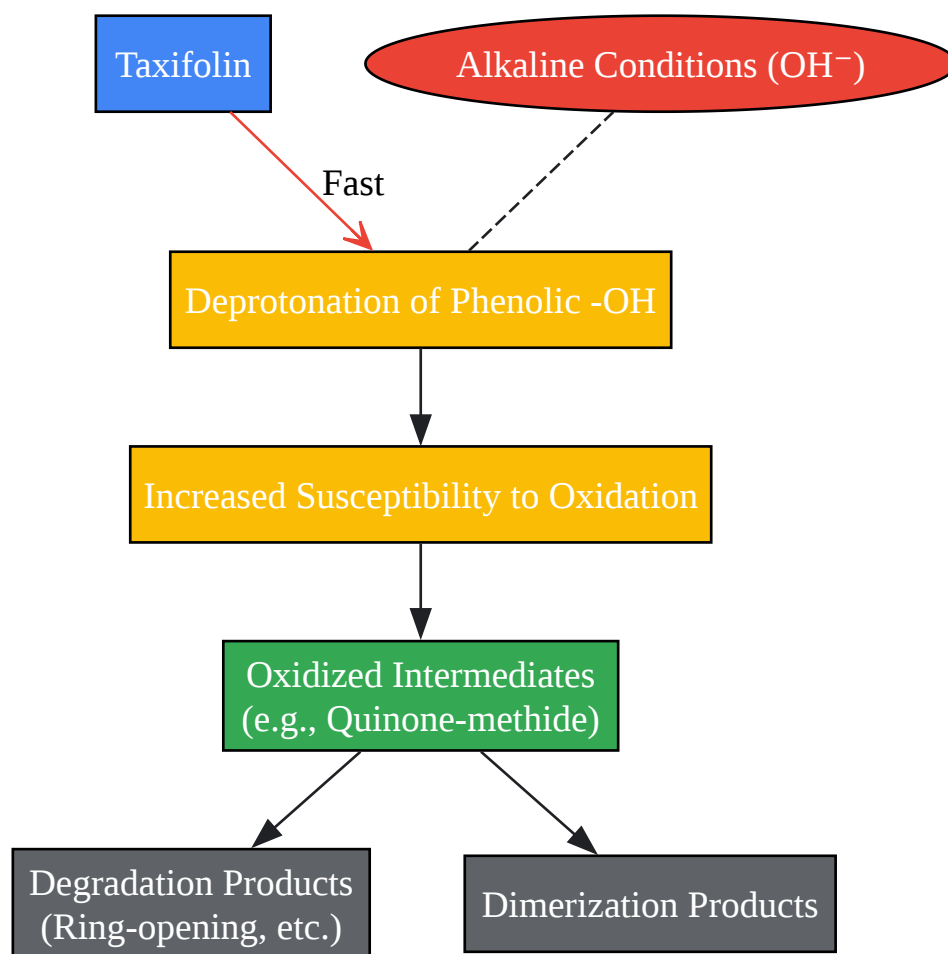 Taxifolin
Alkaline Conditions (OH⁻)
Fast
Deprotonation of Phenolic -OH
Increased Susceptibility to Oxidation
Oxidized Intermediates
(e.g., Quinone-methide)
Degradation Products
(Ring-opening, etc.)
Dimerization Products